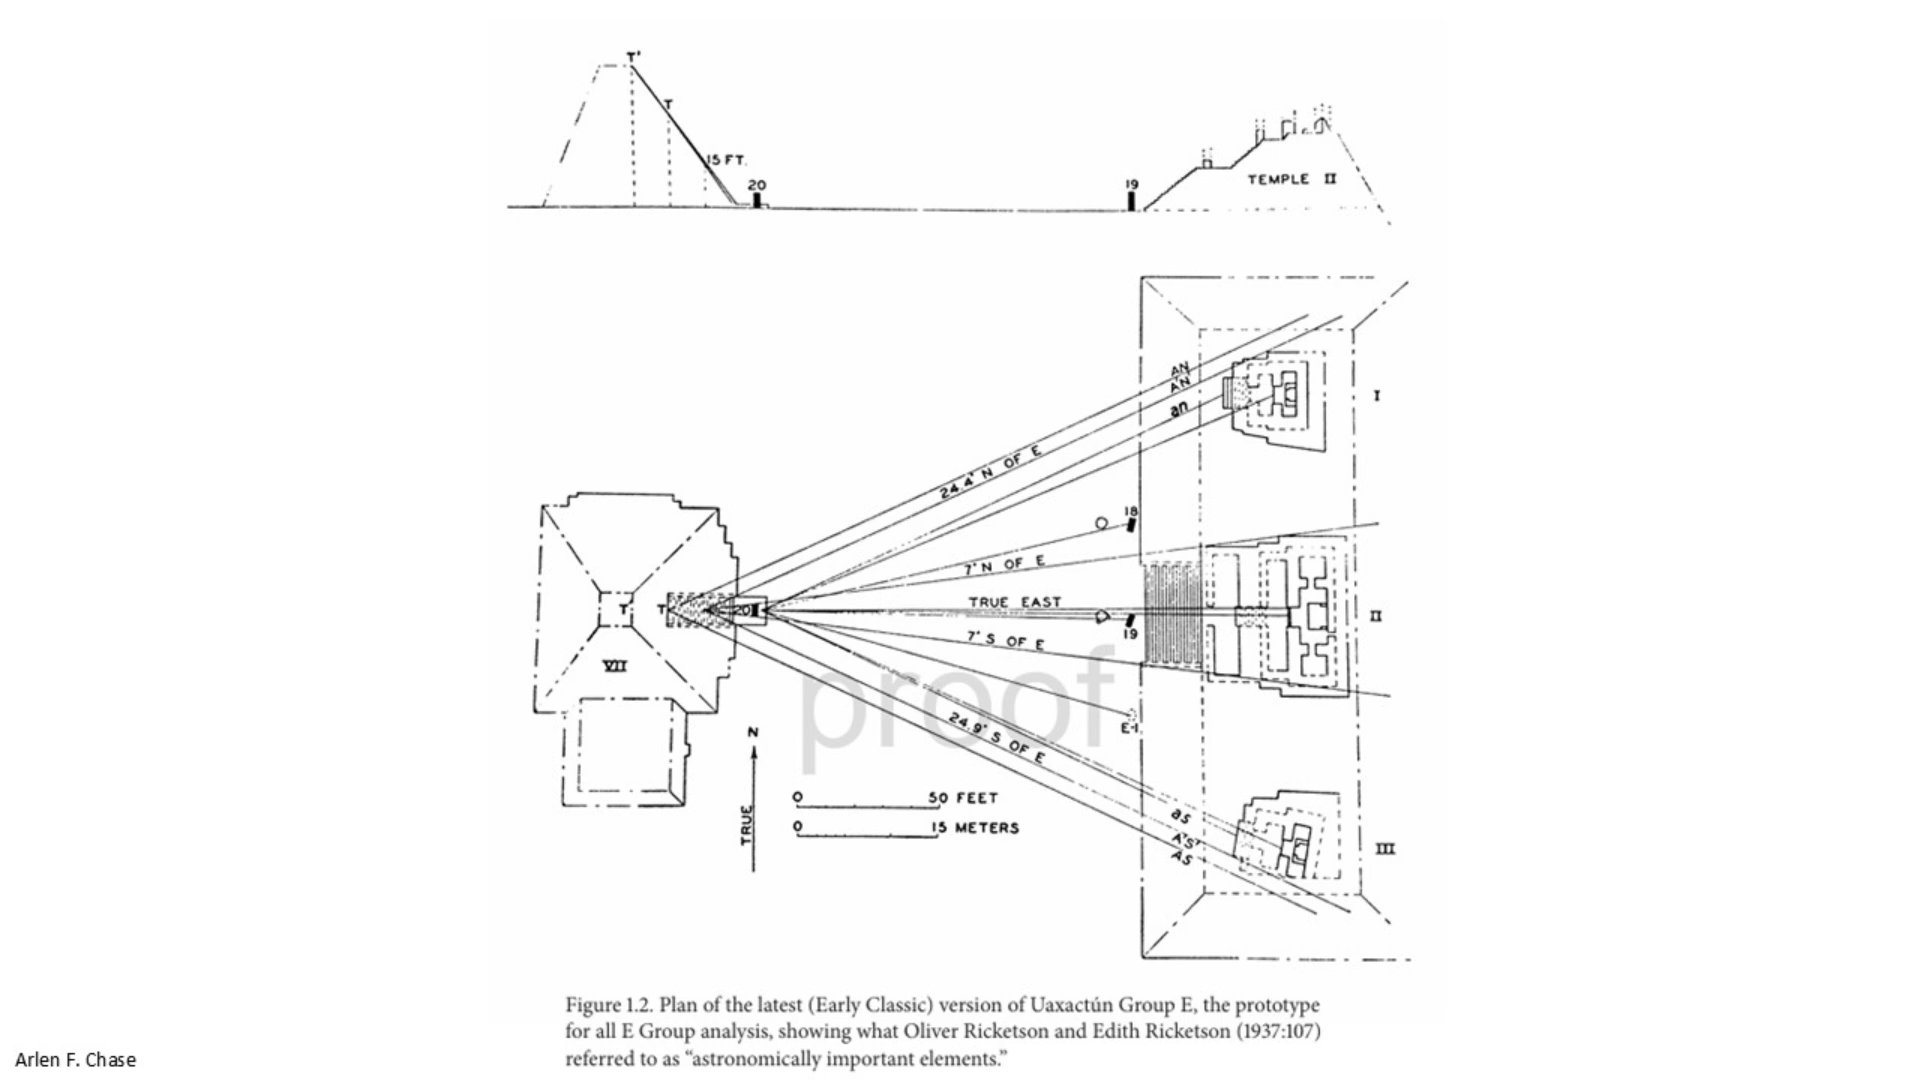 T'
T
15 FT.
20
19
TEMPLE II
AN
A'N'
an
I
24.4° N OF E
18
7° N OF E
T'
T
20
TRUE EAST
II
19
7° S OF E
VII
proof
E-1
24.9° S OF E
N
TRUE
0 50 FEET
0 15 METERS
as
A'S'
AS
III
Figure 1.2. Plan of the latest (Early Classic) version of Uaxactún Group E, the prototype
for all E Group analysis, showing what Oliver Ricketson and Edith Ricketson (1937:107)
referred to as “astronomically important elements.”
Arlen F. Chase